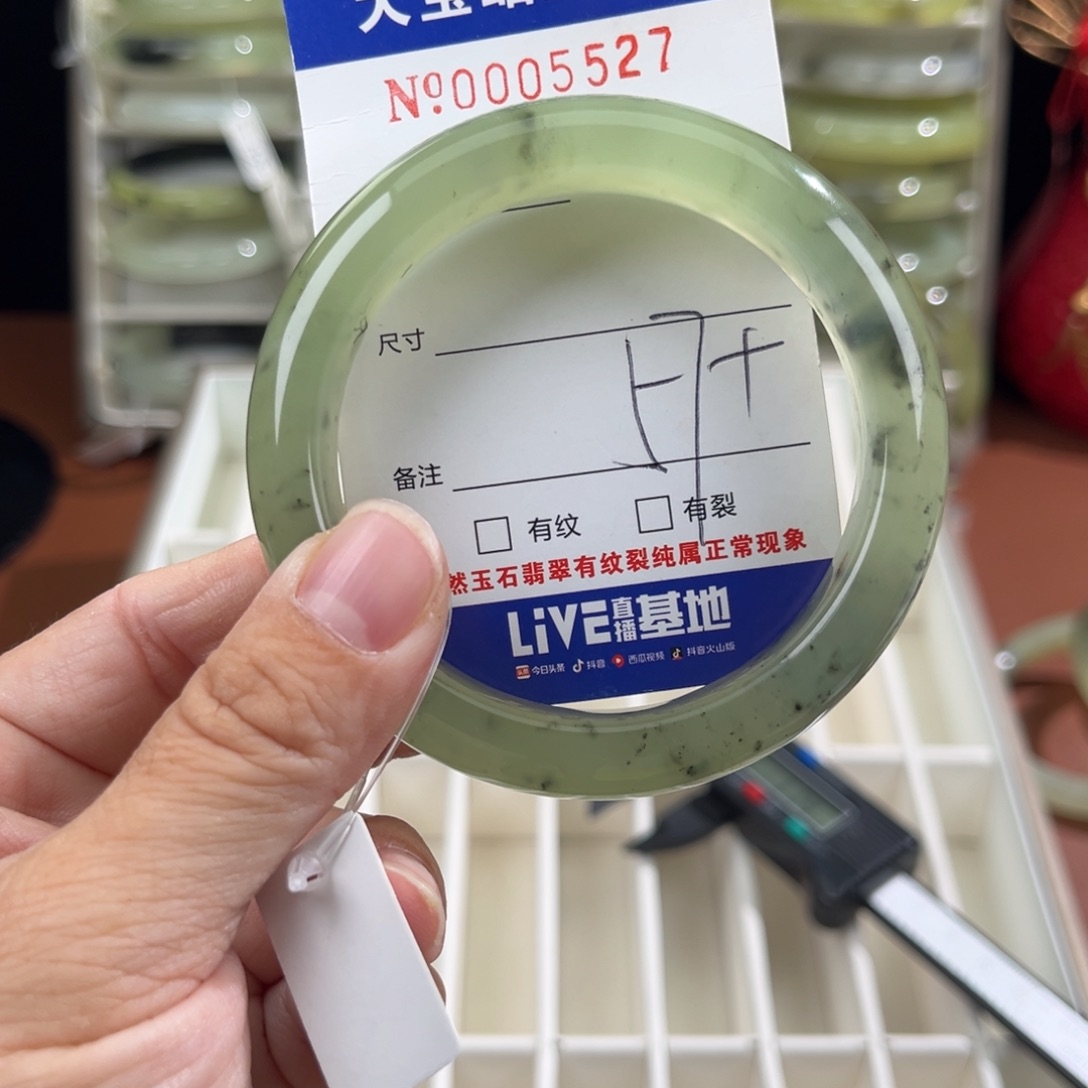 №0005527
尺寸
57+
备注
□ 有纹 □ 有裂
然玉石翡翠有纹裂纯属正常现象
LiVE直播基地
头条 今日头条 抖音 西瓜视频 抖音火山版